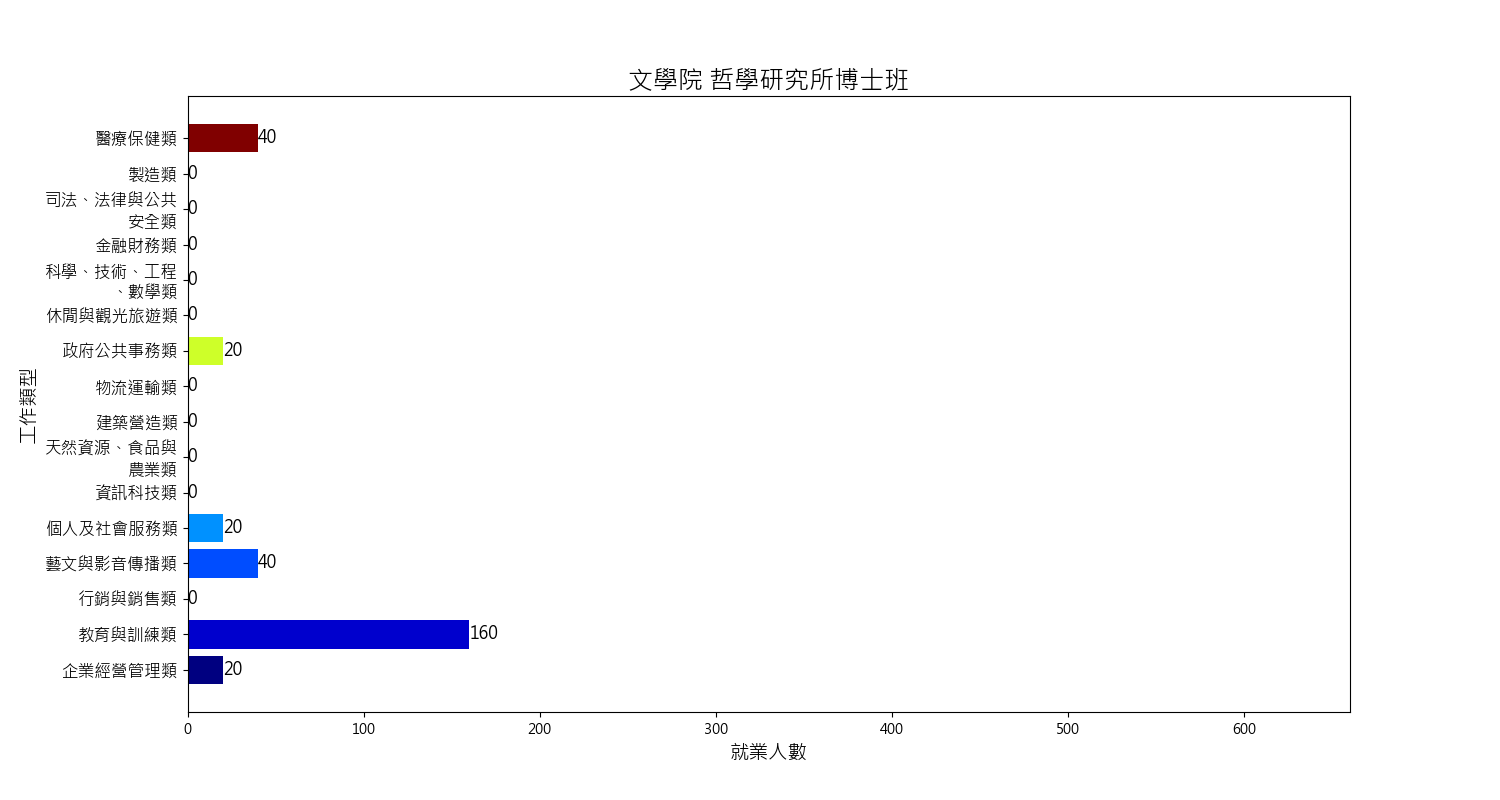 文學院 哲學研究所博士班
醫療保健類
40
製造類
0
司法、法律與公共
安全類
0
金融財務類
0
科學、技術、工程
、數學類
0
休閒與觀光旅遊類
0
政府公共事務類
20
物流運輸類
0
建築營造類
0
天然資源、食品與
農業類
0
資訊科技類
0
個人及社會服務類
20
藝文與影音傳播類
40
行銷與銷售類
0
教育與訓練類
160
企業經營管理類
20
工作類型
0 100 200 300 400 500 600
就業人數